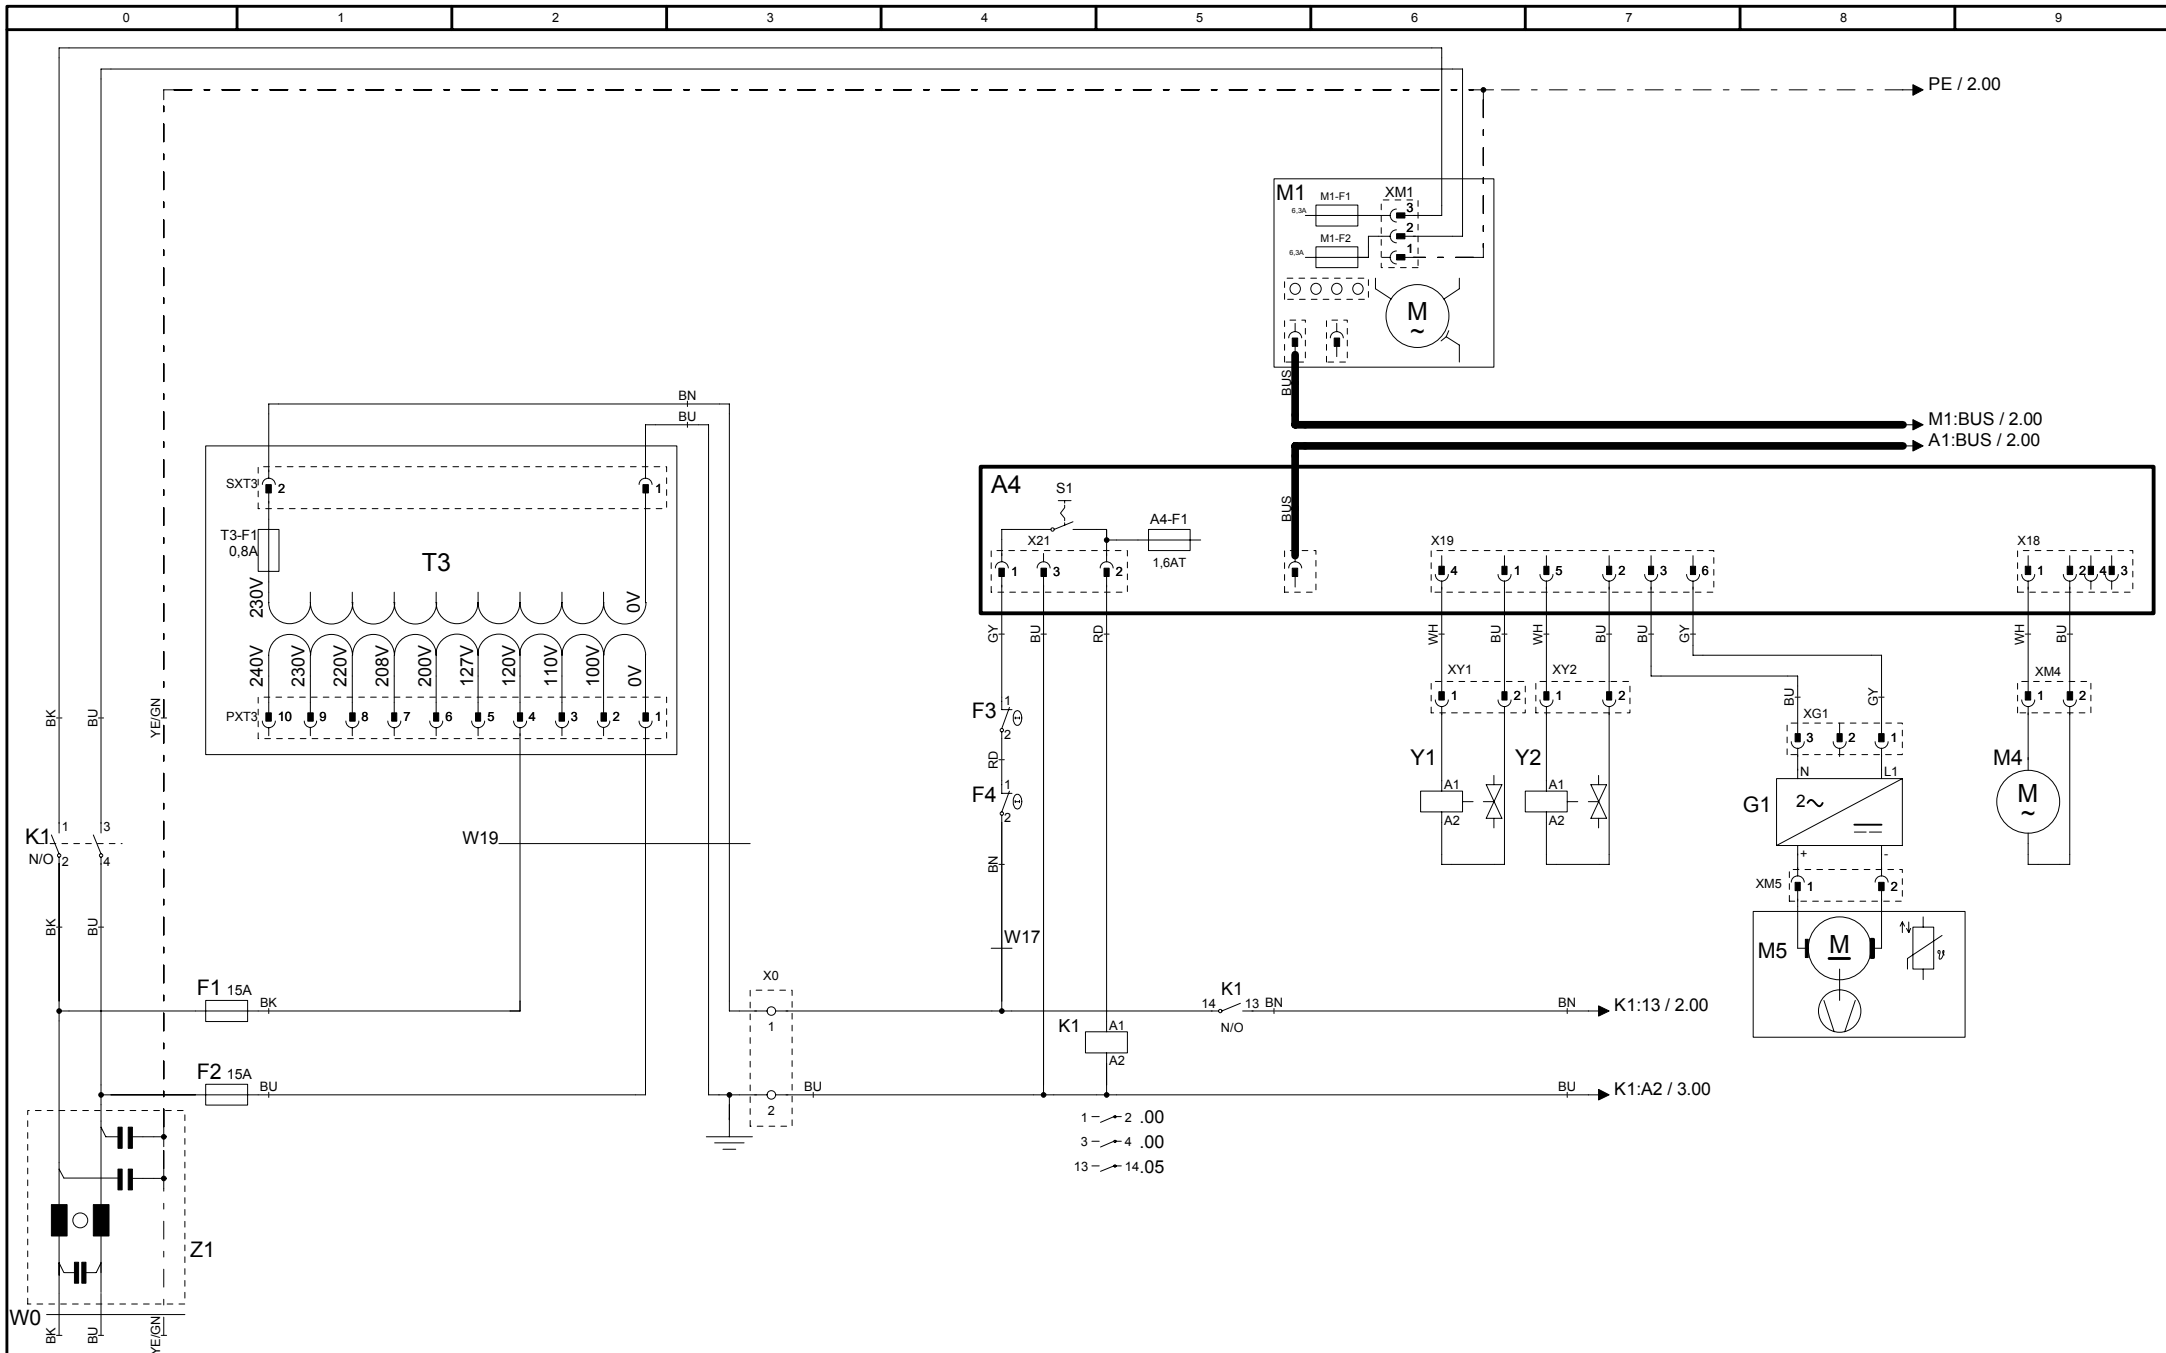 0 1 2 3 4 5 6 7 8 9
PE / 2.00
M1
M1-F1
6,3A
M1-F2
6,3A
XM1
3
2
1
M
~
BUS
M1:BUS / 2.00
A1:BUS / 2.00
BN
BU
SXT3
2 1
T3-F1
0,8A
T3
230V 0V
240V 230V 220V 208V 200V 127V 120V 110V 100V 0V
PXT3
10 9 8 7 6 5 4 3 2 1
A4
S1
X21
A4-F1
1,6AT
1 3 2
BUS
X19
4 1 5 2 3 6
X18
1 2 4 3
GY BU RD
WH BU WH BU BU GY
WH BU
BK BU YE/GN
F3
1
2
RD
F4
1
2
BN
W17
XY1
1 2
XY2
1 2
Y1
A1
A2
Y2
A1
A2
BU GY
XG1
3 2 1
N L1
G1
2~
+ -
XM5
1 2
M5
M
υ
XM4
1 2
M4
M
~
K1
N/O
1 3
2 4
W19
BK BU
F1 15A
BK
F2 15A
BU
X0
1
2
BU
K1
14 13
N/O
BN BN
K1:13 / 2.00
K1
A1
A2
BU
K1:A2 / 3.00
1 2 .00
3 4 .00
13 14 .05
Z1
W0
BK BU YE/GN